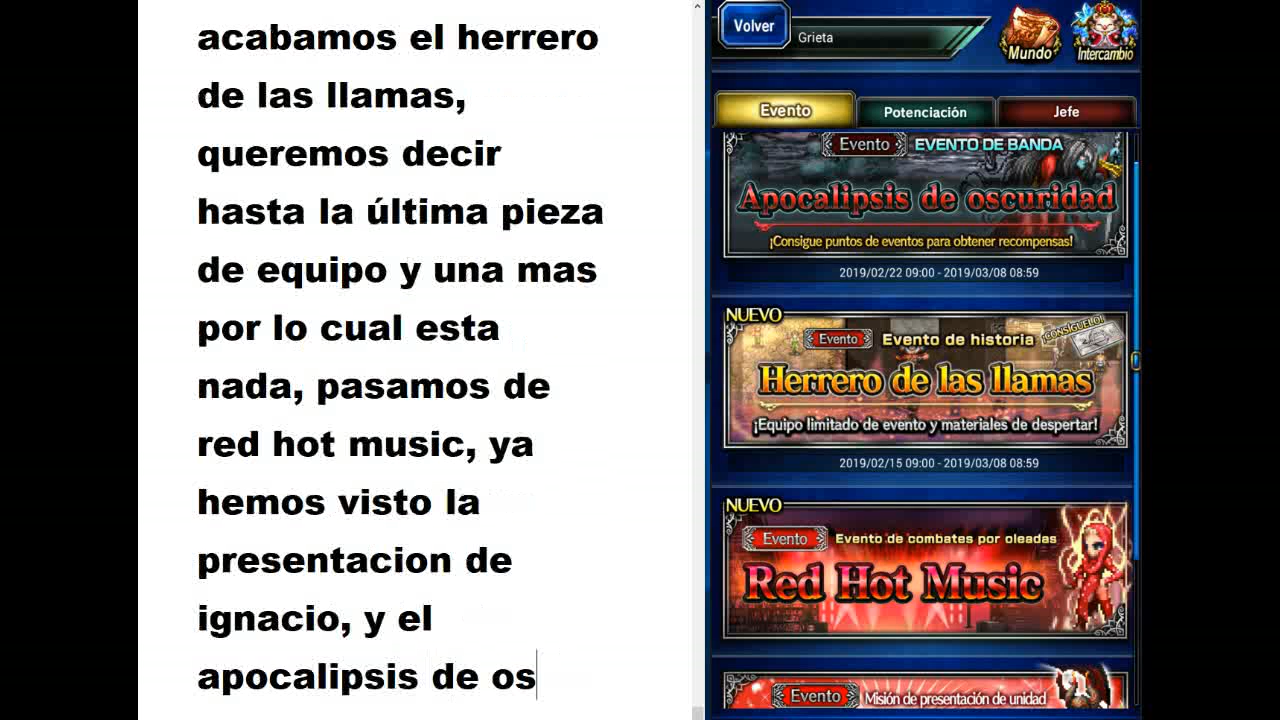 acabamos el herrero
de las llamas,
queremos decir
hasta la última pieza
de equipo y una mas
por lo cual esta
nada, pasamos de
red hot music, ya
hemos visto la
presentacion de
ignacio, y el
apocalipsis de os
Volver
Grieta
Mundo
Intercambio
Evento
Potenciación
Jefe
Evento EVENTO DE BANDA
Apocalipsis de oscuridad
¡Consigue puntos de eventos para obtener recompensas!
2019/02/22 09:00 - 2019/03/08 08:59
NUEVO
Evento Evento de historia
¡CONSÍGUELO!
Herrero de las llamas
¡Equipo limitado de evento y materiales de despertar!
2019/02/15 09:00 - 2019/03/08 08:59
NUEVO
Evento Evento de combates por oleadas
Red Hot Music
Evento Misión de presentación de unidad